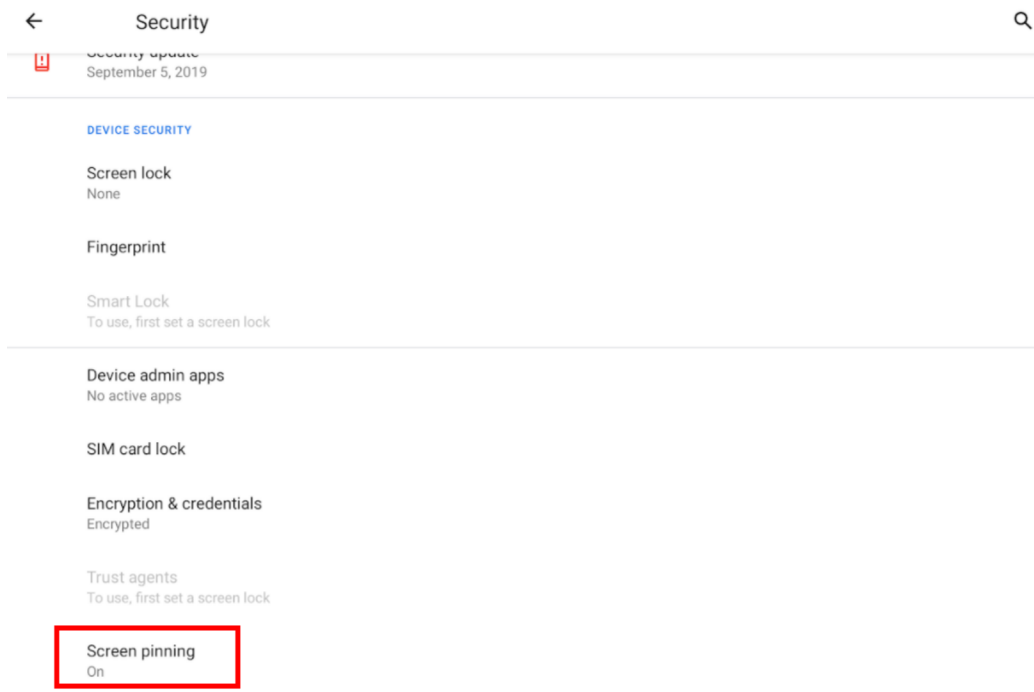 Security
Security update
September 5, 2019
DEVICE SECURITY
Screen lock
None
Fingerprint
Smart Lock
To use, first set a screen lock
Device admin apps
No active apps
SIM card lock
Encryption & credentials
Encrypted
Trust agents
To use, first set a screen lock
Screen pinning
On